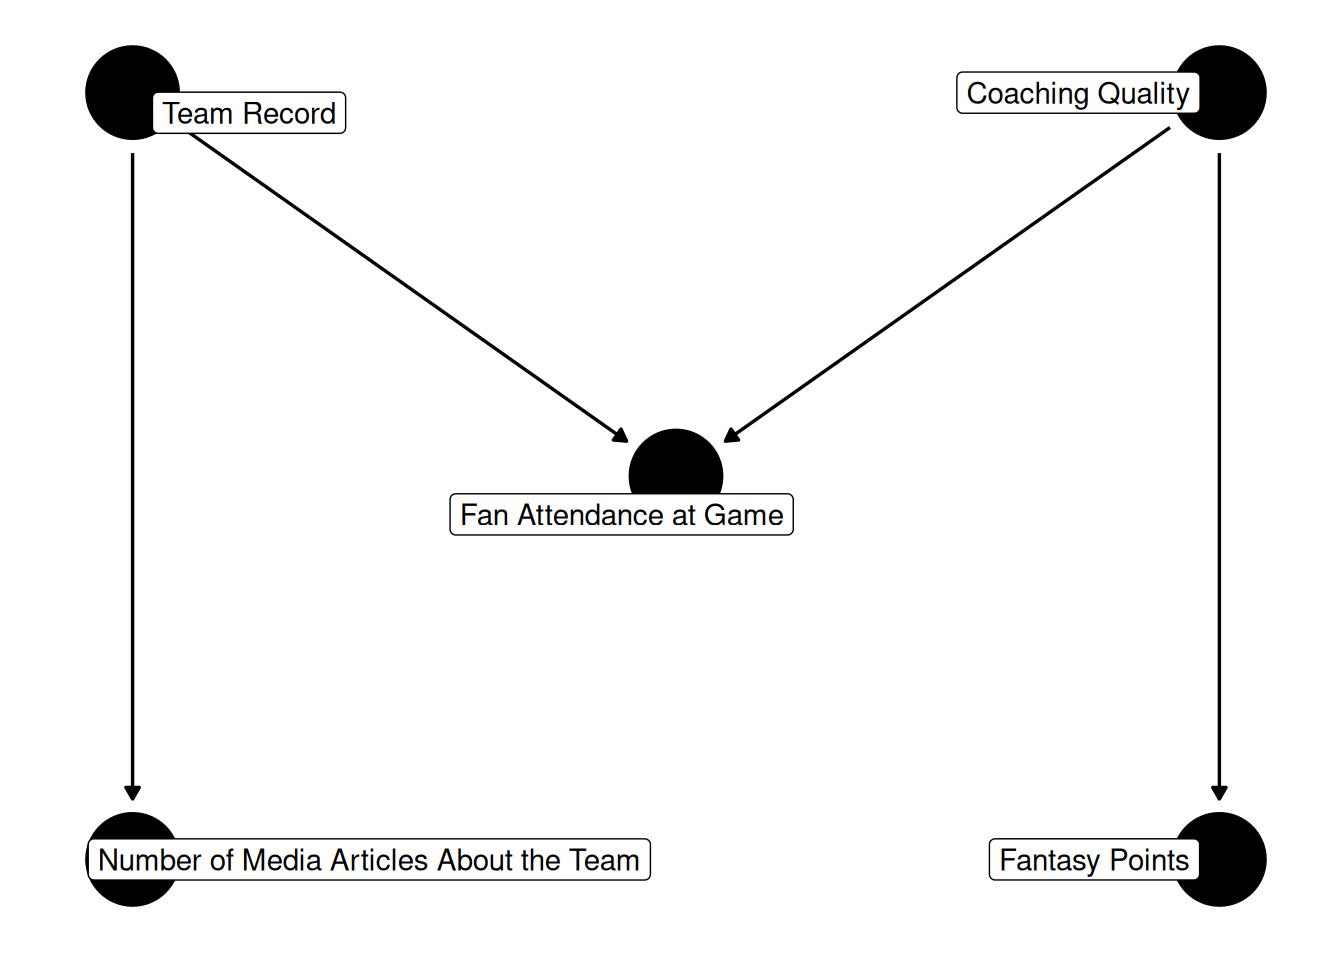 Team Record
Coaching Quality
Fan Attendance at Game
Number of Media Articles About the Team
Fantasy Points